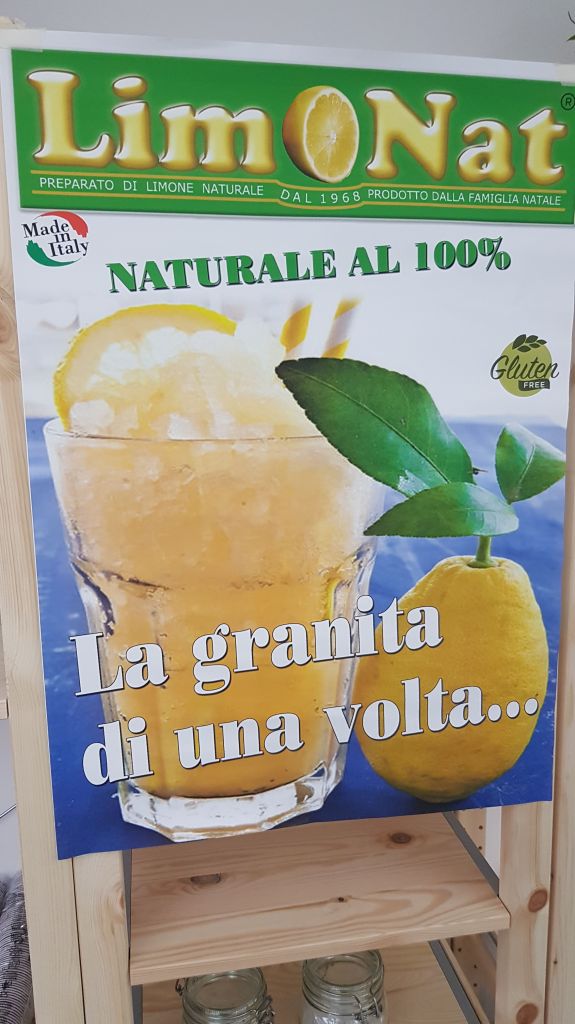 LimoNat®
PREPARATO DI LIMONE NATURALE DAL 1968 PRODOTTO DALLA FAMIGLIA NATALE
Made
in
Italy
NATURALE AL 100%
Gluten
FREE
La granita
di una volta...